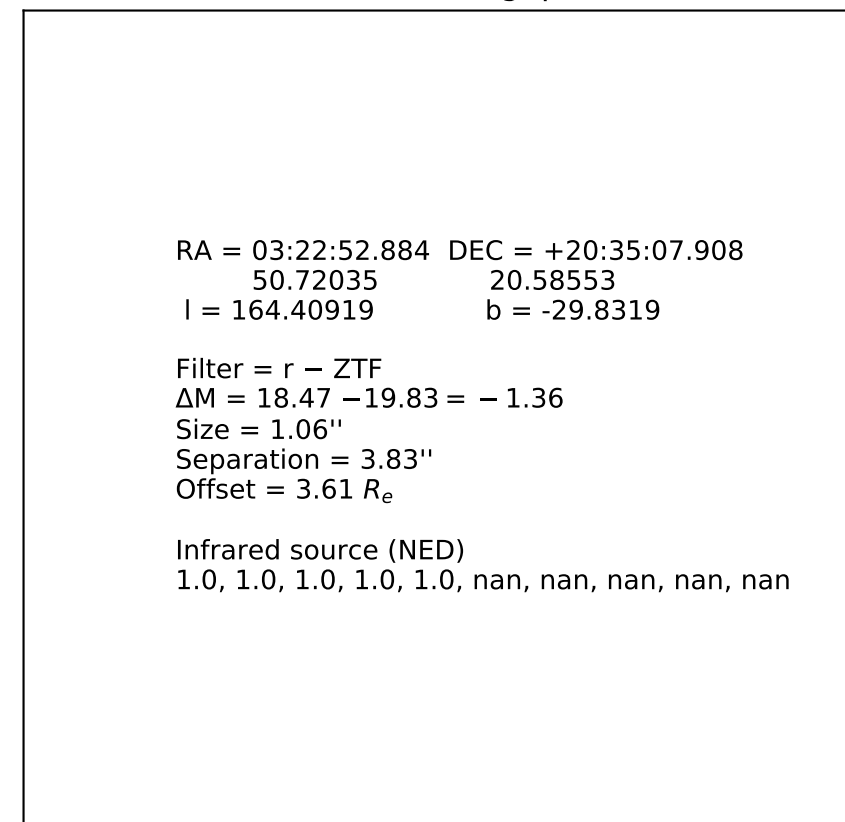 RA = 03:22:52.884 DEC = +20:35:07.908
50.72035 20.58553
l = 164.40919 b = -29.8319
Filter = r − ZTF
ΔM = 18.47 −19.83 = − 1.36
Size = 1.06''
Separation = 3.83''
Offset = 3.61 Re
Infrared source (NED)
1.0, 1.0, 1.0, 1.0, 1.0, nan, nan, nan, nan, nan